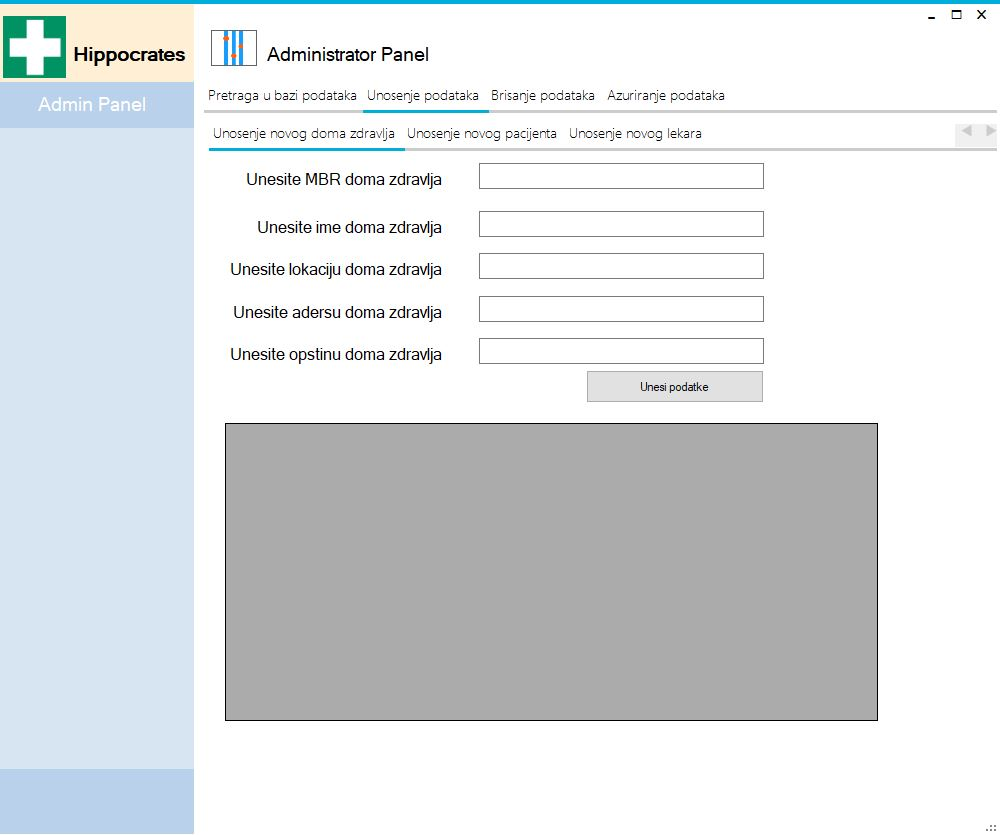 Hippocrates
Admin Panel
Administrator Panel
Pretraga u bazi podataka Unosenje podataka Brisanje podataka Azuriranje podataka
Unosenje novog doma zdravlja Unosenje novog pacijenta Unosenje novog lekara
Unesite MBR doma zdravlja
Unesite ime doma zdravlja
Unesite lokaciju doma zdravlja
Unesite adersu doma zdravlja
Unesite opstinu doma zdravlja
Unesi podatke